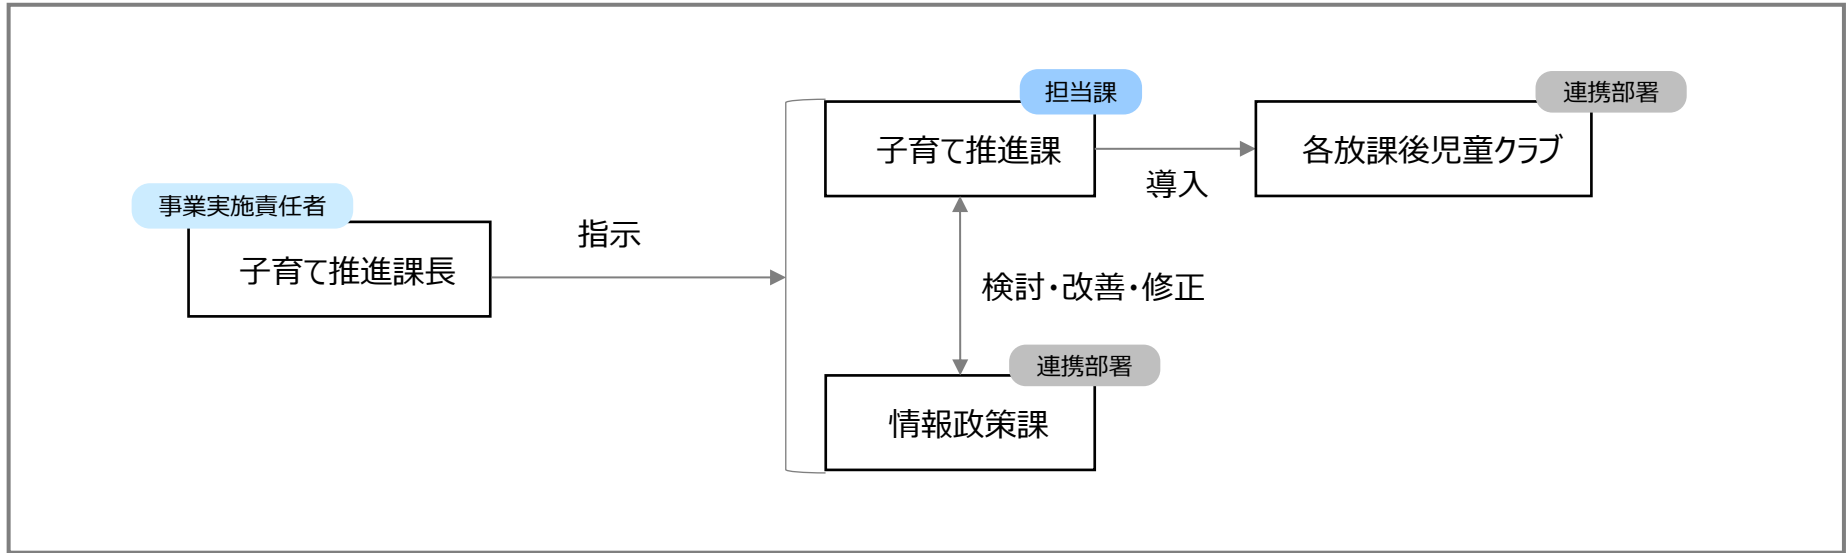 事業実施責任者
子育て推進課長
指示
担当課
子育て推進課
導入
連携部署
各放課後児童クラブ
検討・改善・修正
連携部署
情報政策課